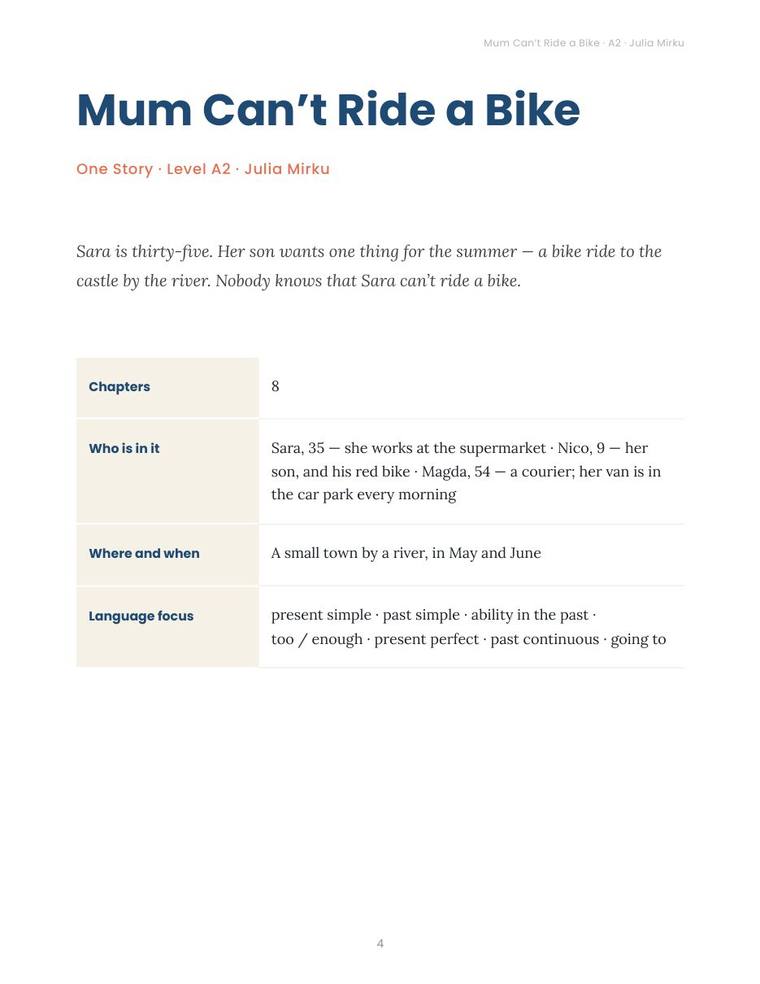 Mum Can’t Ride a Bike · A2 · Julia Mirku
Mum Can’t Ride a Bike
One Story · Level A2 · Julia Mirku
Sara is thirty-five. Her son wants one thing for the summer — a bike ride to the
castle by the river. Nobody knows that Sara can’t ride a bike.
Chapters
8
Who is in it
Sara, 35 — she works at the supermarket · Nico, 9 — her
son, and his red bike · Magda, 54 — a courier; her van is in
the car park every morning
Where and when
A small town by a river, in May and June
Language focus
present simple · past simple · ability in the past ·
too / enough · present perfect · past continuous · going to
4